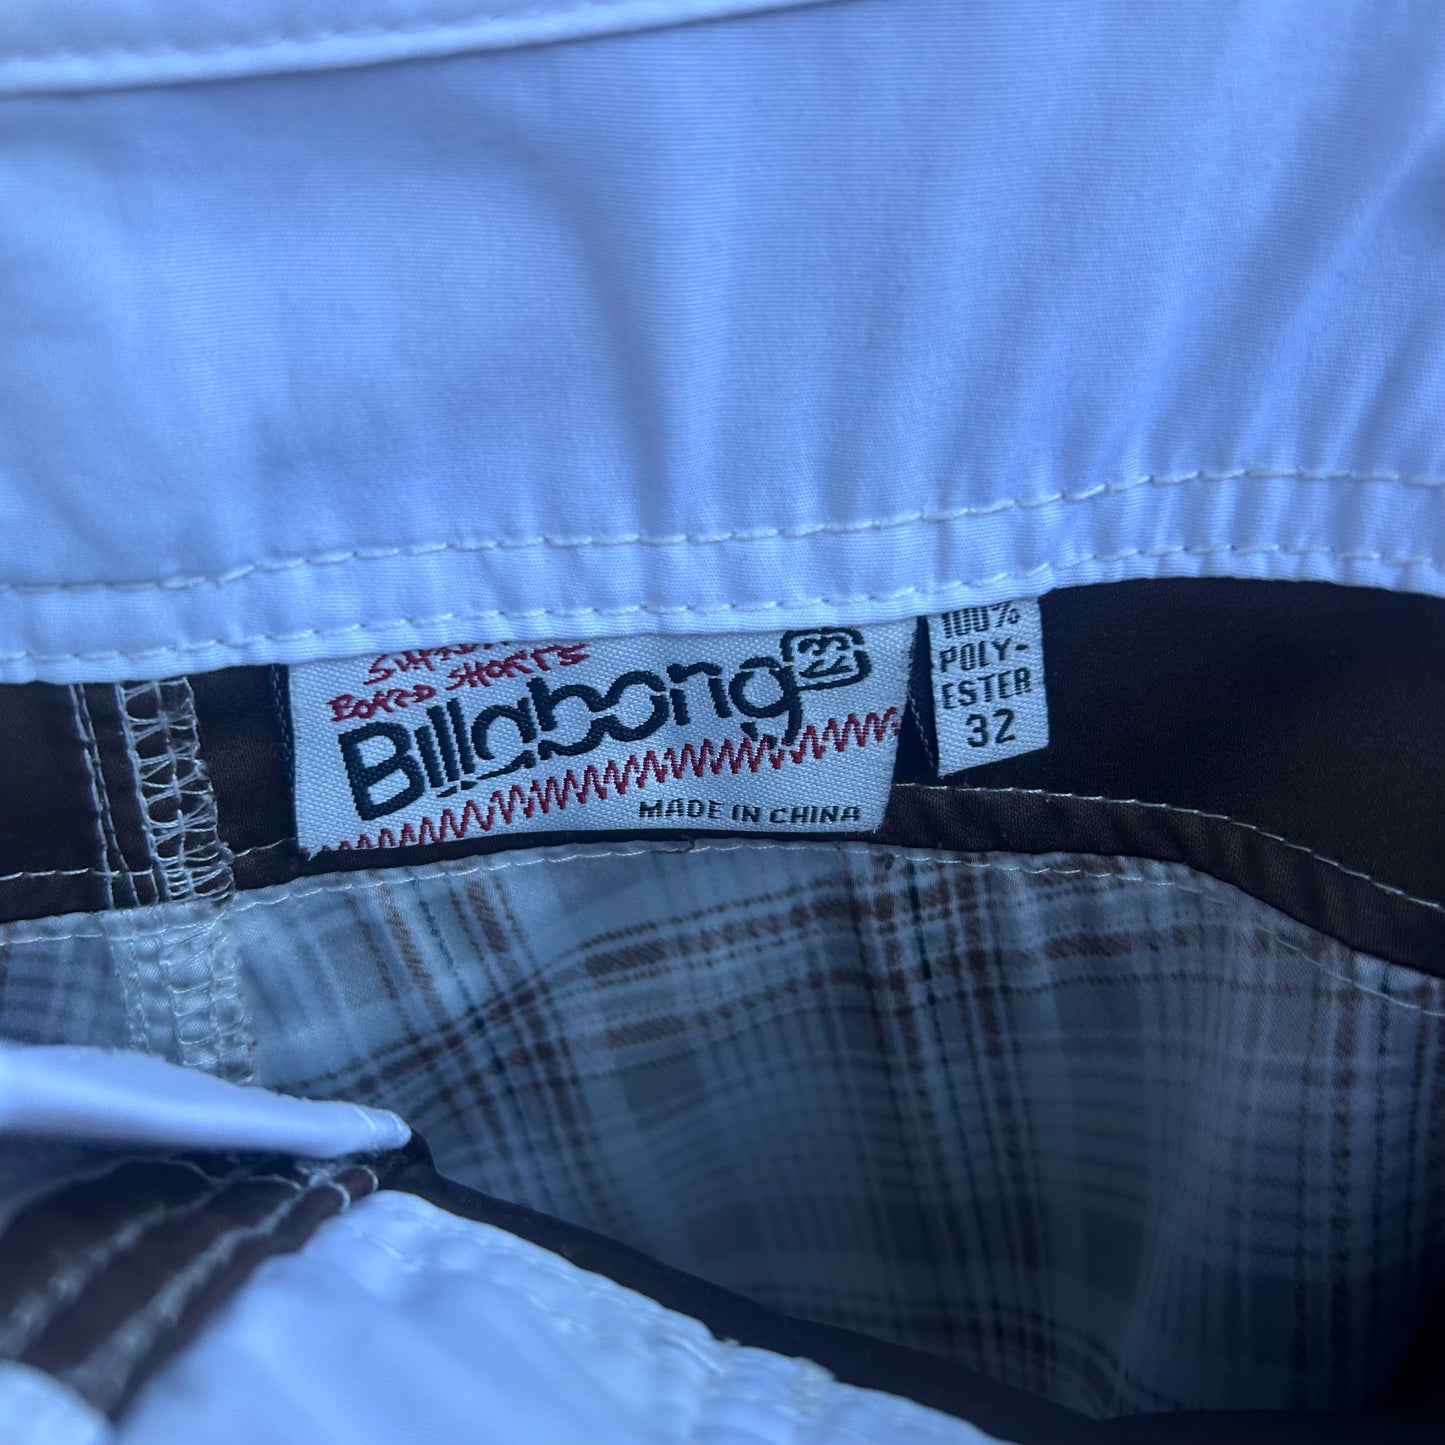 BOARD SHORTS
Billabong
MADE IN CHINA
100%
POLY-
ESTER
32